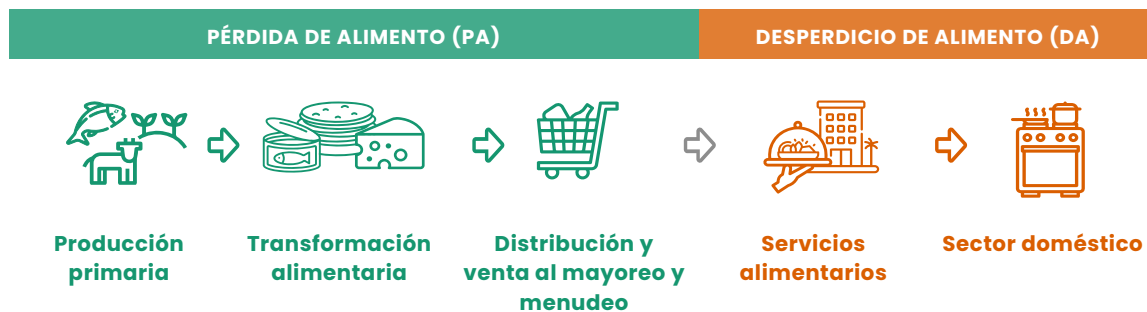 PÉRDIDA DE ALIMENTO (PA)
DESPERDICIO DE ALIMENTO (DA)
Producción
primaria
Transformación
alimentaria
Distribución y
venta al mayoreo y
menudeo
Servicios
alimentarios
Sector doméstico